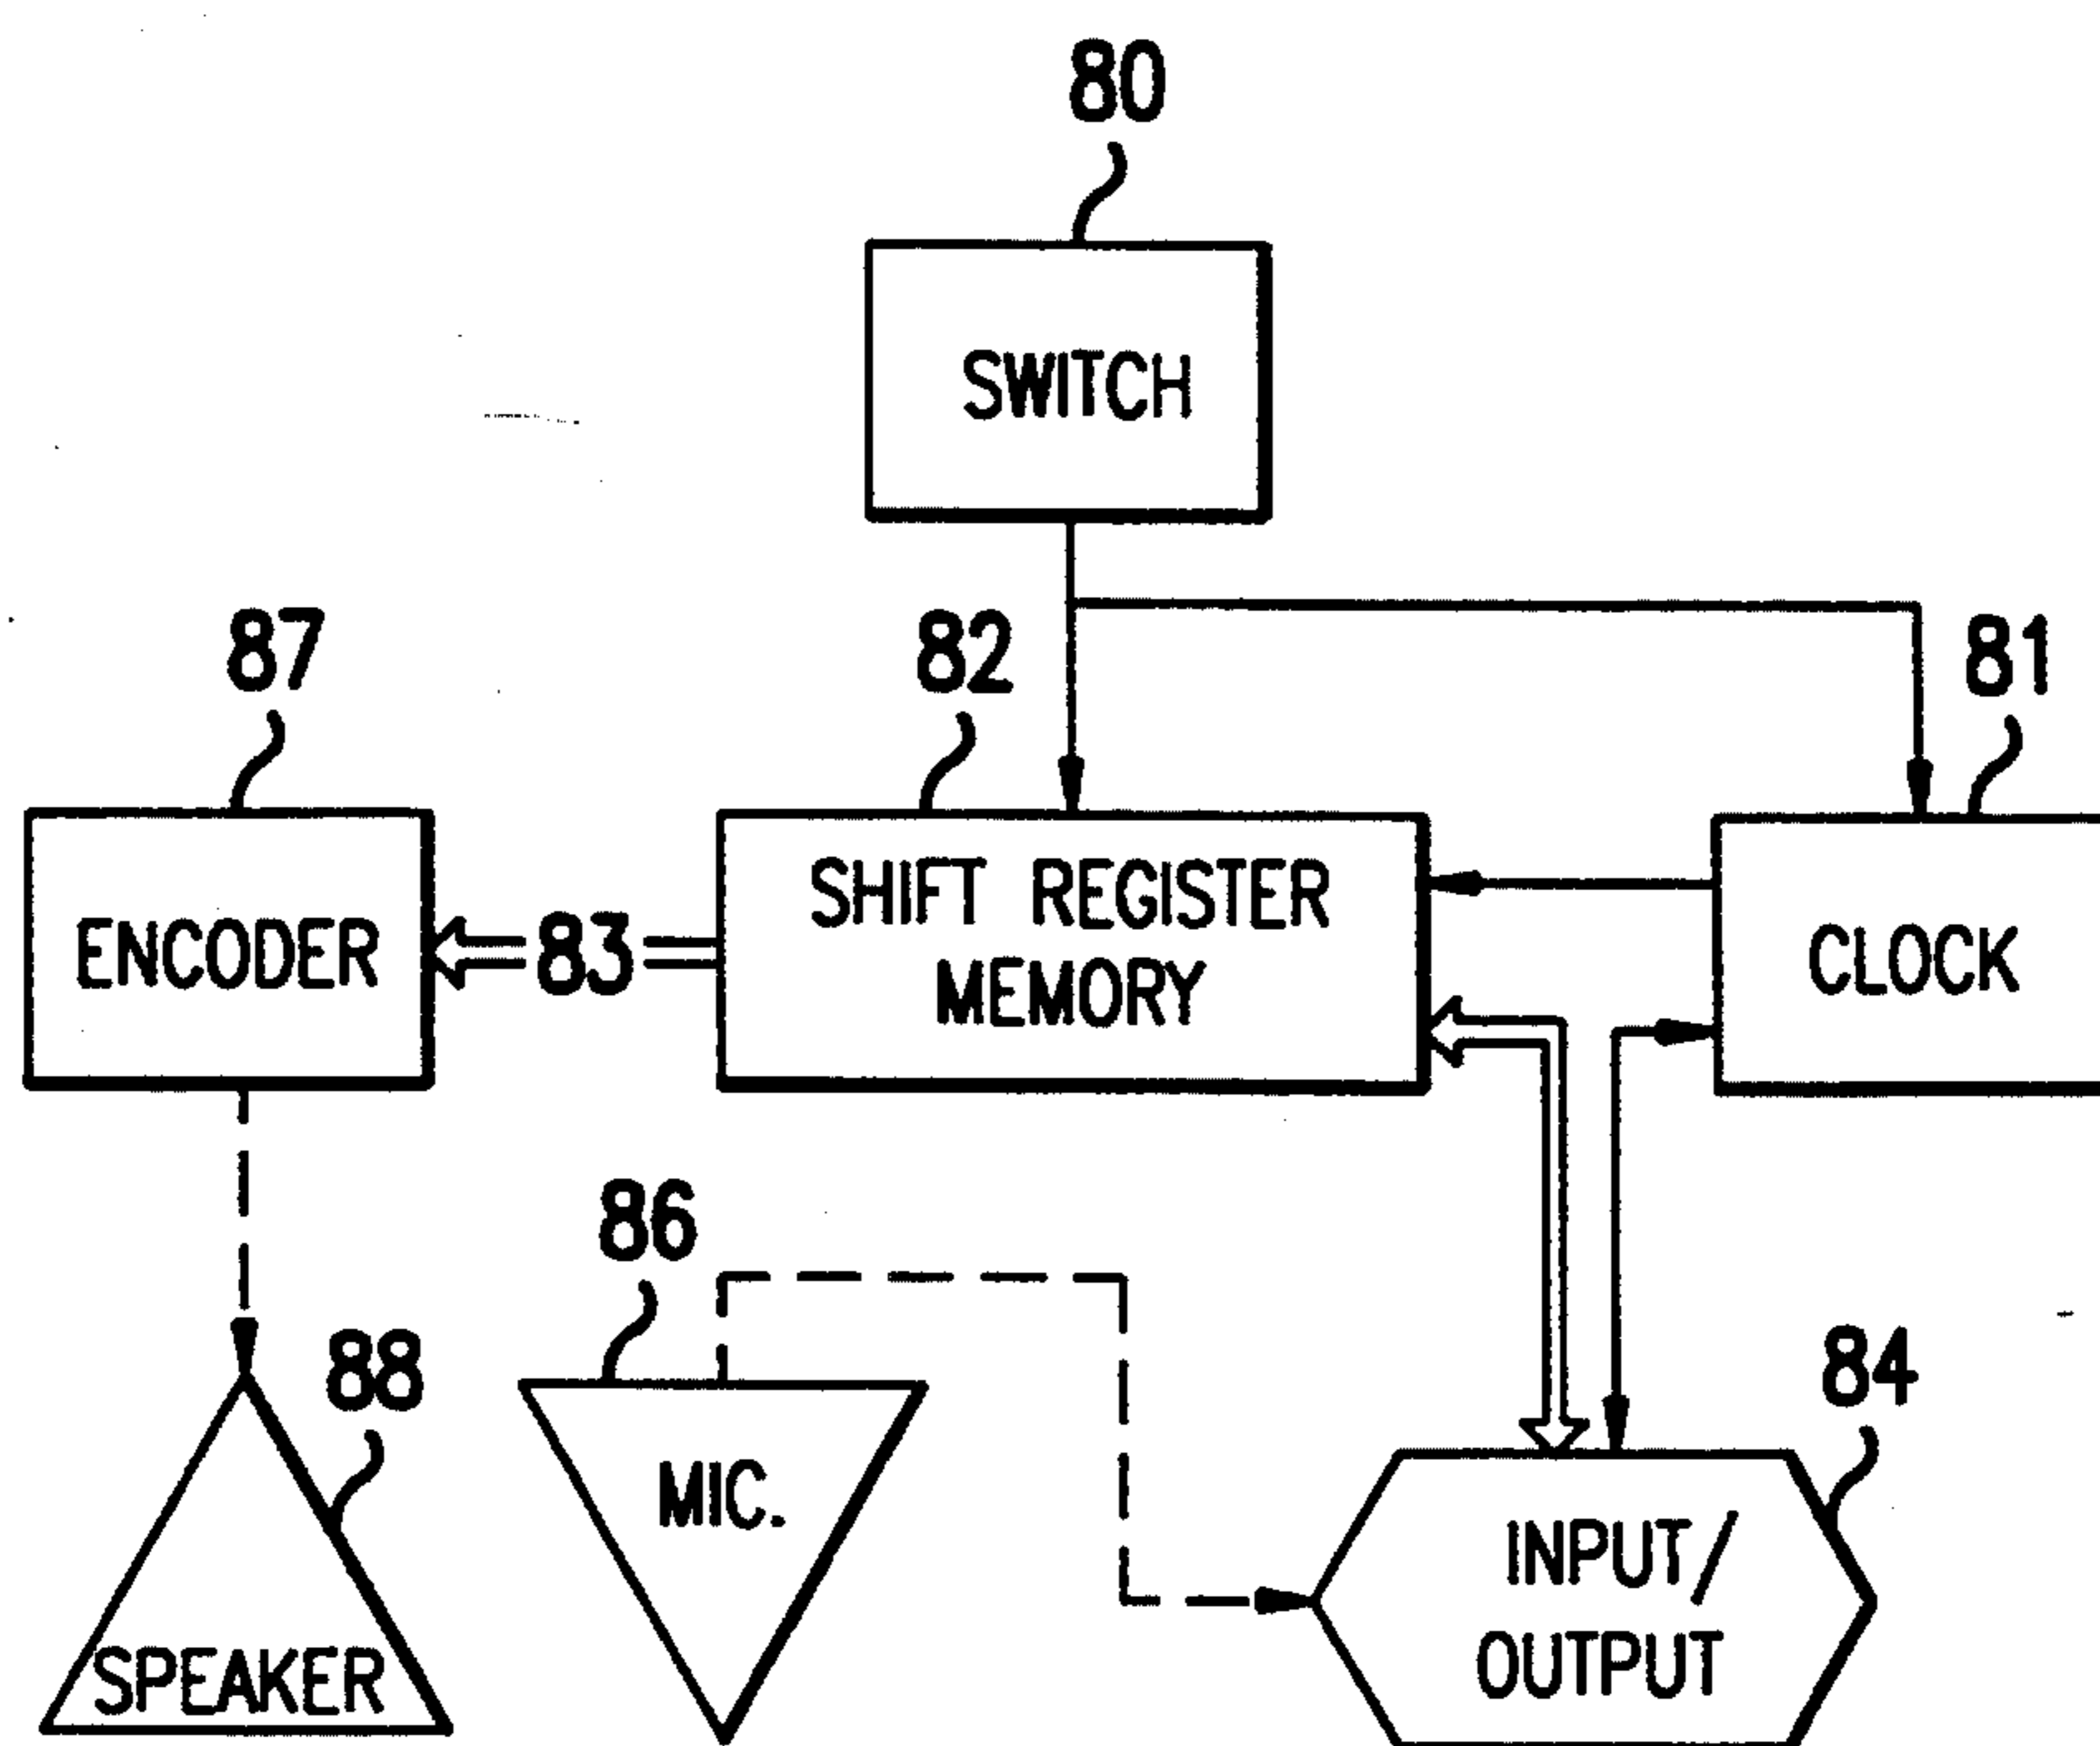 80
SWITCH
87
82
81
ENCODER
83
SHIFT REGISTER
MEMORY
CLOCK
86
88
84
MIC.
SPEAKER
INPUT/
OUTPUT